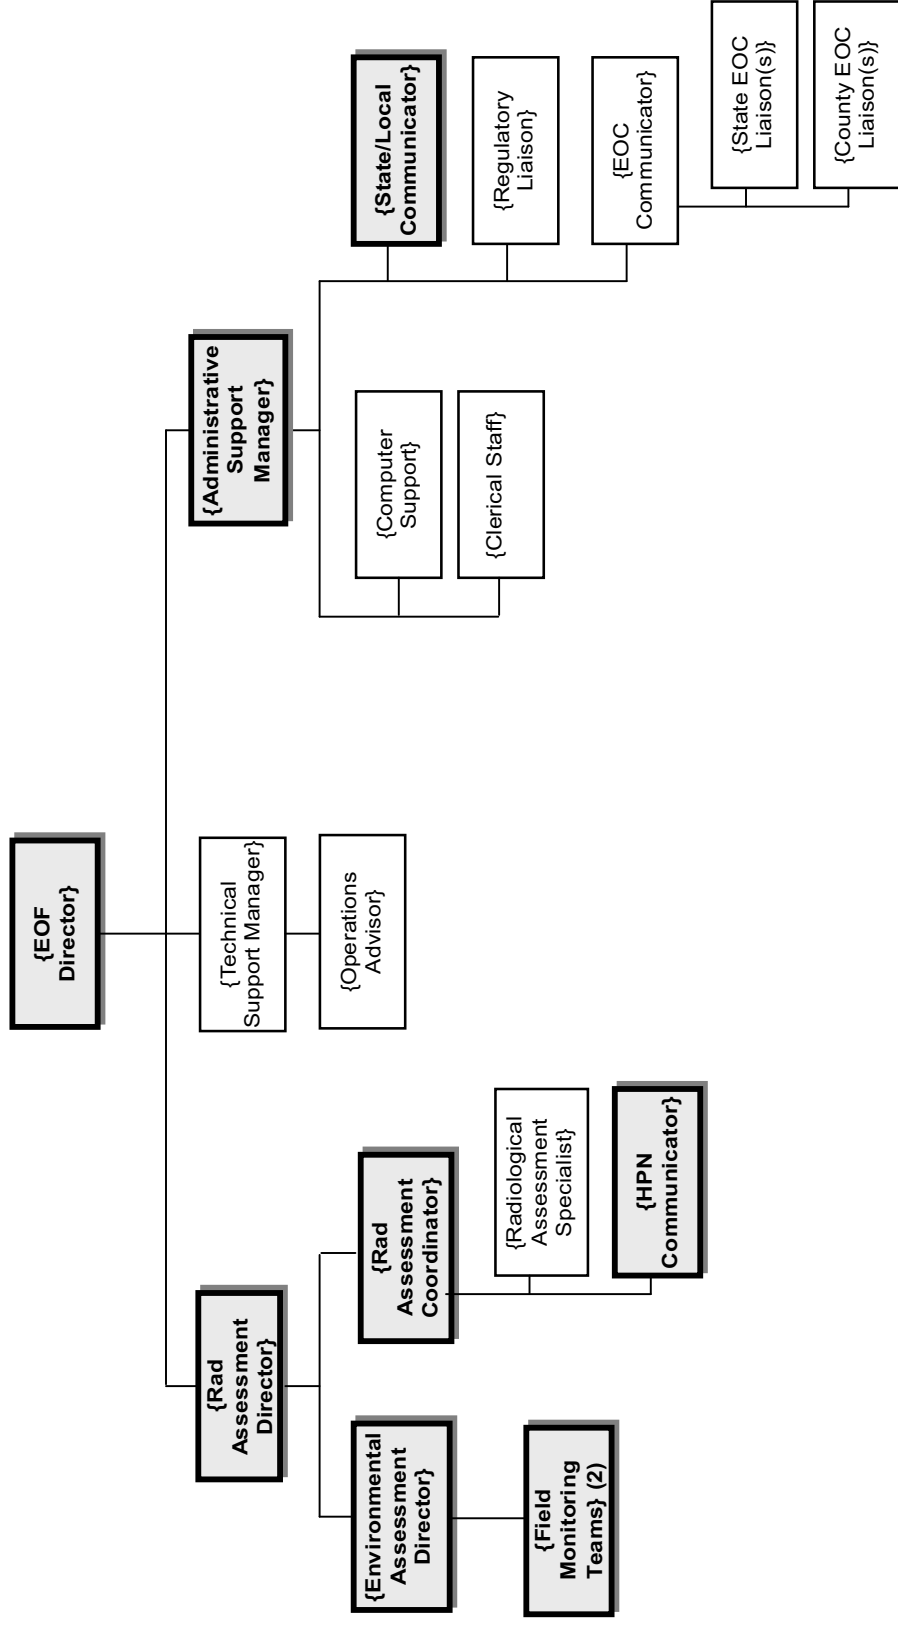 {EOF
Director}
{Rad
Assessment
Director}
{Technical
Support Manager}
{Administrative
Support
Manager}
{Operations
Advisor}
{Environmental
Assessment
Director}
{Rad
Assessment
Coordinator}
{Computer
Support}
{State/Local
Communicator}
{Clerical Staff}
{Regulatory
Liaison}
{Radiological
Assessment
Specialist}
{Field
Monitoring
Teams} (2)
{HPN
Communicator}
{EOC
Communicator}
{State EOC
Liaison(s)}
{County EOC
Liaison(s)}